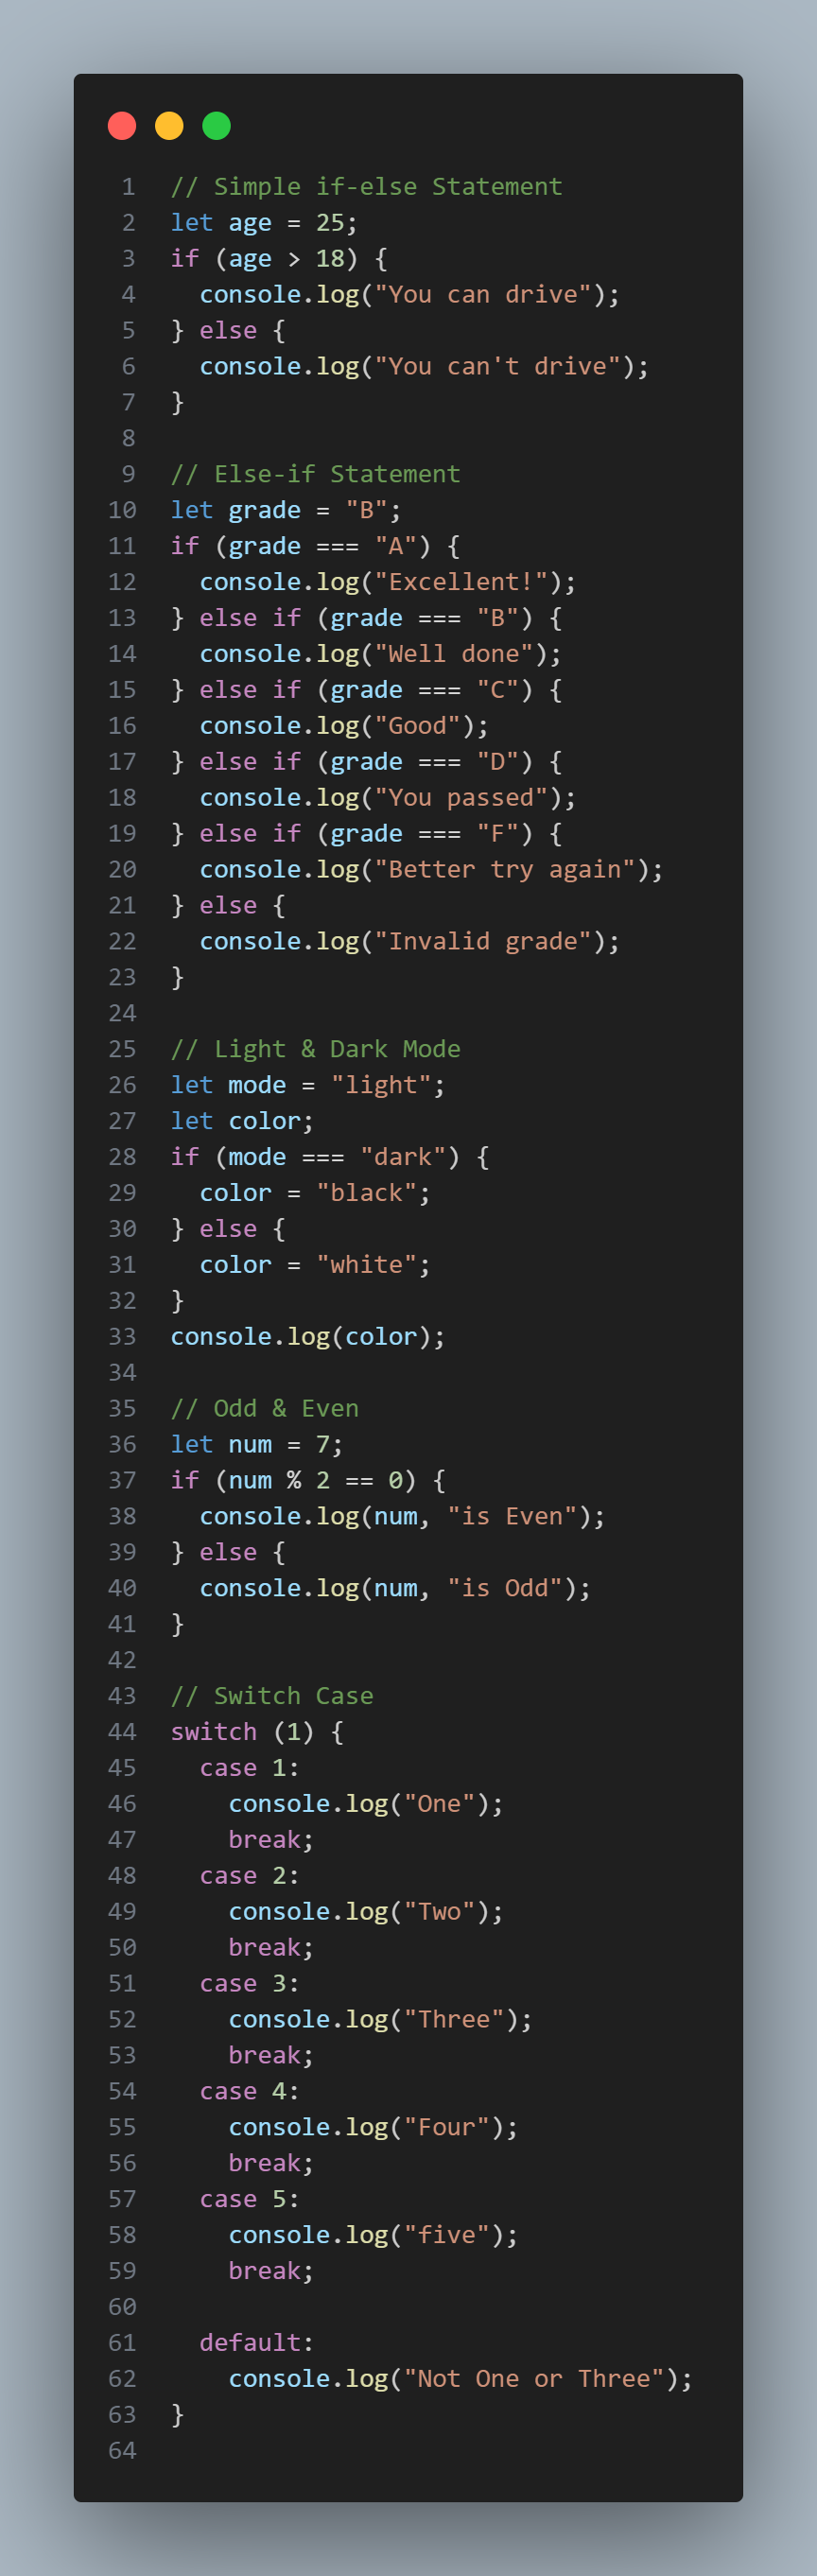 1 // Simple if-else Statement
2 let age = 25;
3 if (age > 18) {
4   console.log("You can drive");
5 } else {
6   console.log("You can't drive");
7 }
8
9 // Else-if Statement
10 let grade = "B";
11 if (grade === "A") {
12   console.log("Excellent!");
13 } else if (grade === "B") {
14   console.log("Well done");
15 } else if (grade === "C") {
16   console.log("Good");
17 } else if (grade === "D") {
18   console.log("You passed");
19 } else if (grade === "F") {
20   console.log("Better try again");
21 } else {
22   console.log("Invalid grade");
23 }
24
25 // Light & Dark Mode
26 let mode = "light";
27 let color;
28 if (mode === "dark") {
29   color = "black";
30 } else {
31   color = "white";
32 }
33 console.log(color);
34
35 // Odd & Even
36 let num = 7;
37 if (num % 2 == 0) {
38   console.log(num, "is Even");
39 } else {
40   console.log(num, "is Odd");
41 }
42
43 // Switch Case
44 switch (1) {
45   case 1:
46     console.log("One");
47     break;
48   case 2:
49     console.log("Two");
50     break;
51   case 3:
52     console.log("Three");
53     break;
54   case 4:
55     console.log("Four");
56     break;
57   case 5:
58     console.log("five");
59     break;
60
61   default:
62     console.log("Not One or Three");
63 }
64